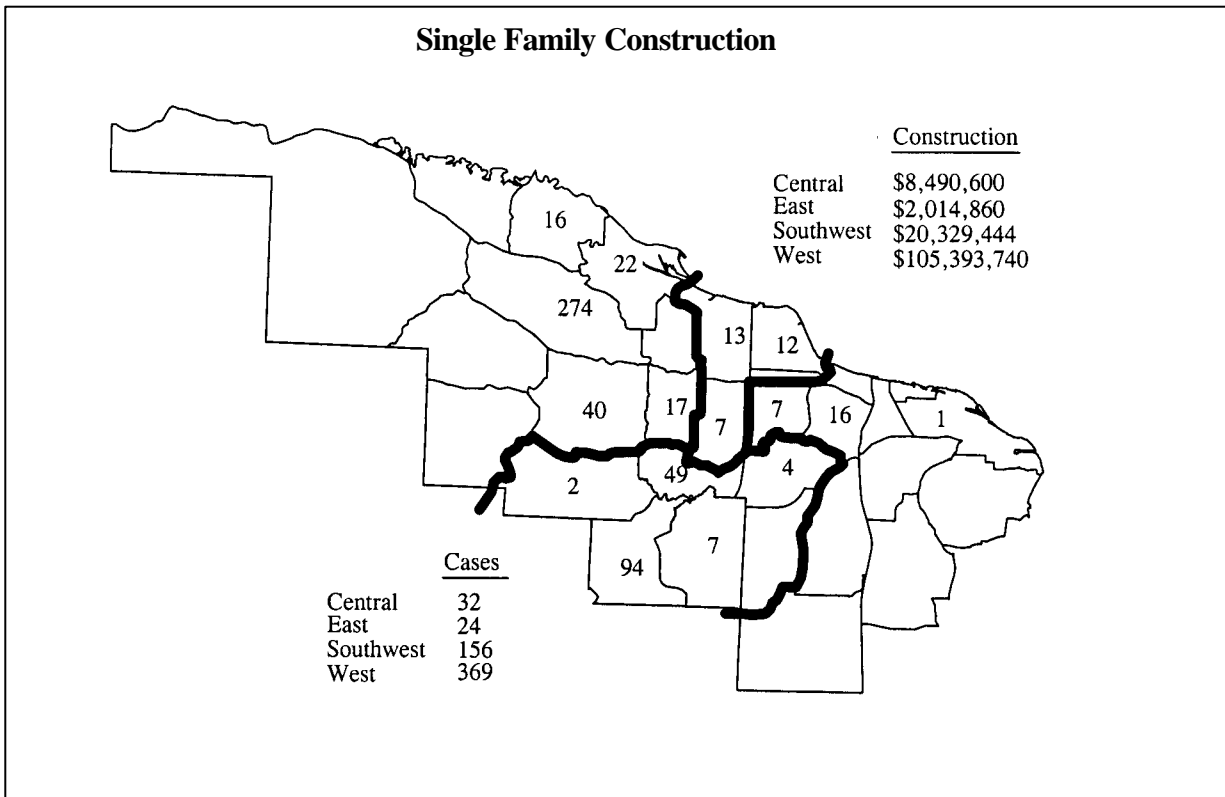 Single Family Construction
Construction
Central $8,490,600
East $2,014,860
Southwest $20,329,444
West $105,393,740
16
22
274
13
12
40
17
7
7
16
1
49
4
2
7
94
Cases
Central 32
East 24
Southwest 156
West 369